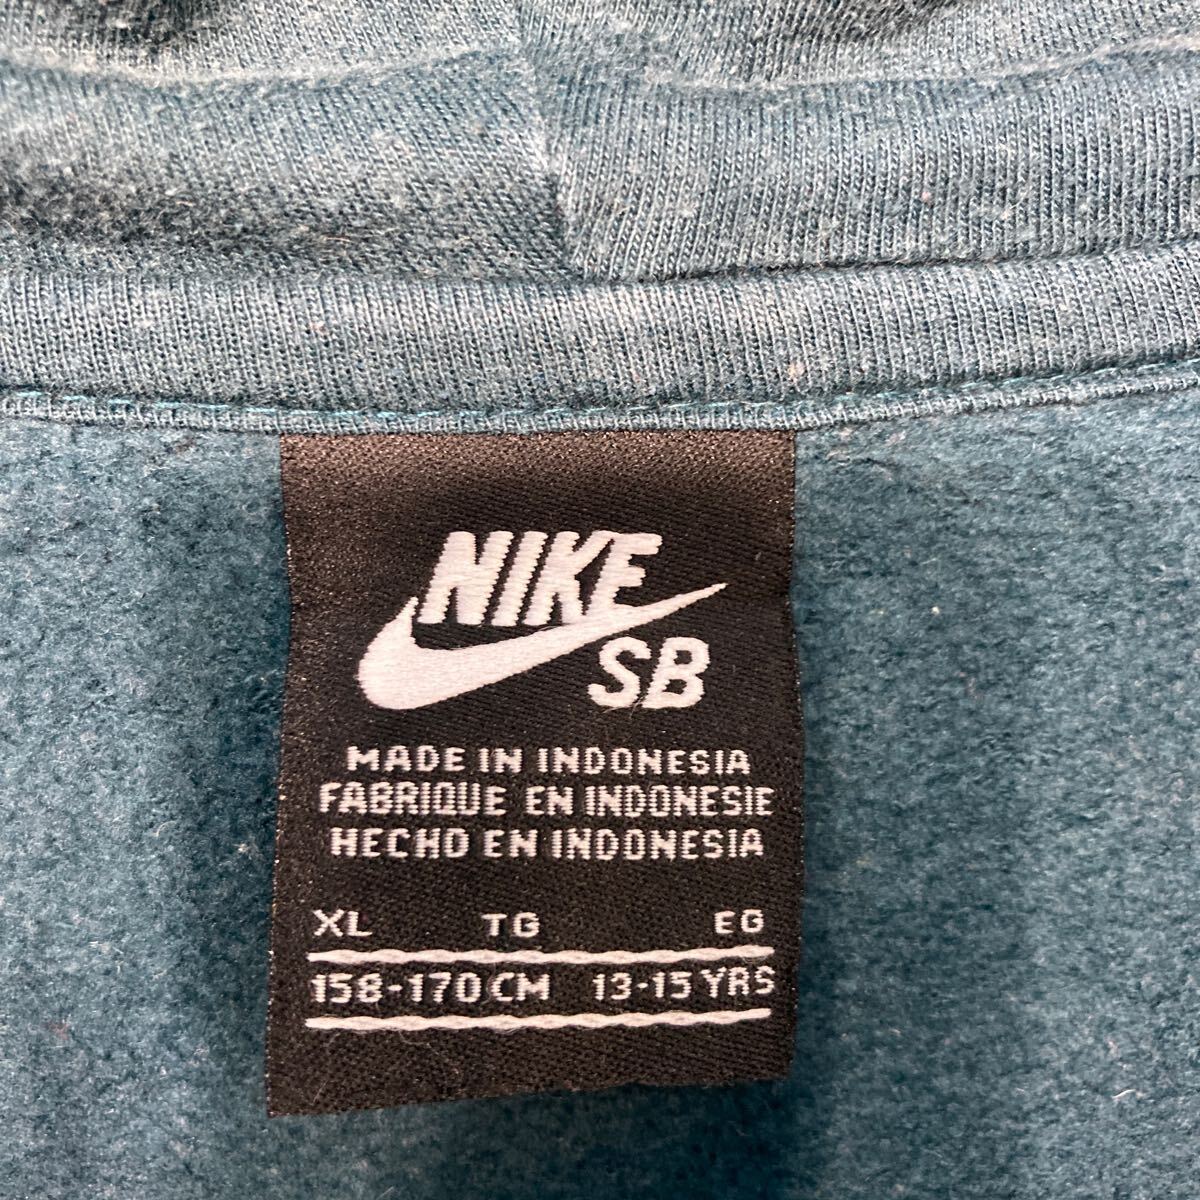 NIKE
SB
MADE IN INDONESIA
FABRIQUE EN INDONESIE
HECHO EN INDONESIA
XL TG EG
158-170 CM 13-15 YRS